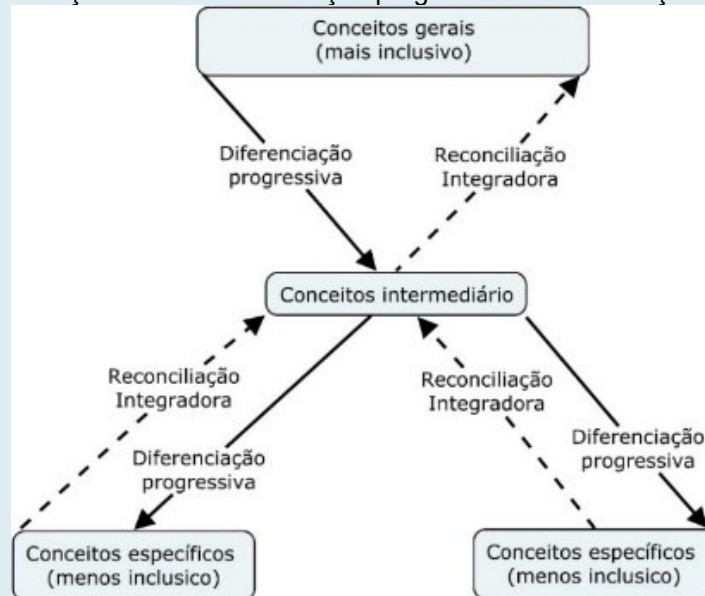 Conceitos gerais
(mais inclusivo)
Diferenciação
progressiva
Reconciliação
Integradora
Conceitos intermediário
Reconciliação
Integradora
Reconciliação
Integradora
Diferenciação
progressiva
Diferenciação
progressiva
Conceitos específicos
(menos inclusico)
Conceitos específicos
(menos inclusico)